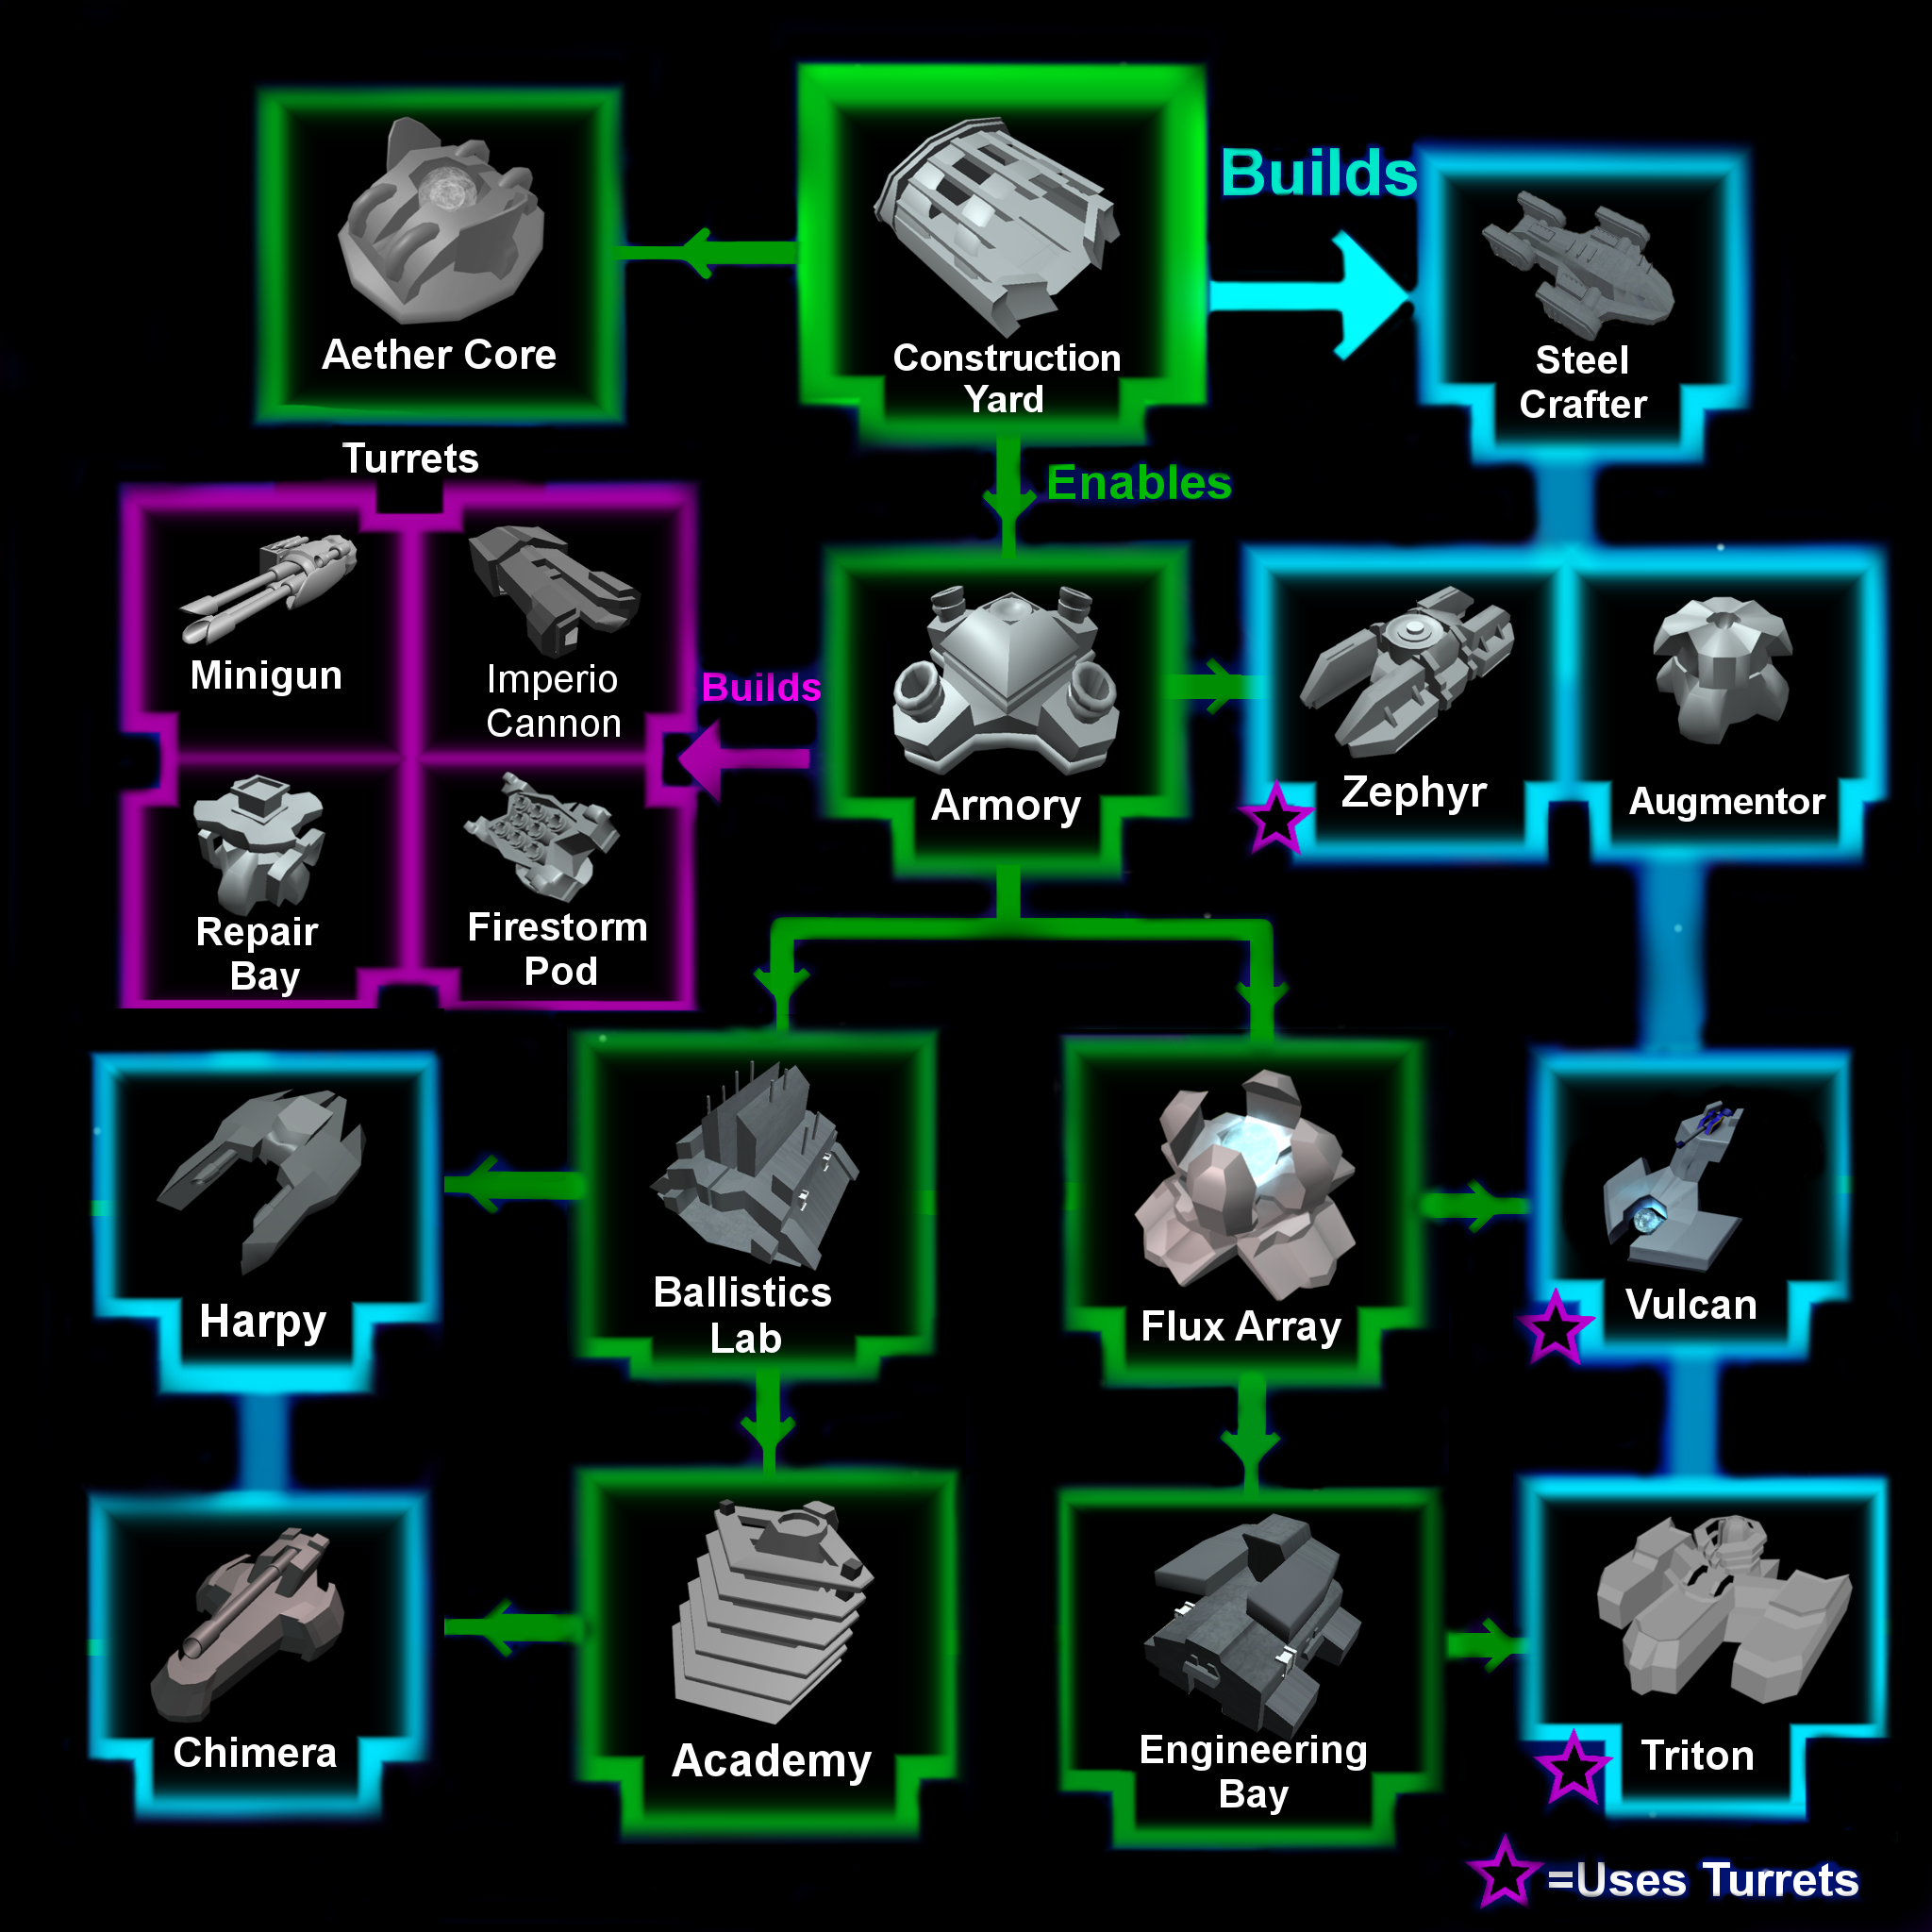 Builds
Aether Core
Construction
Yard
Steel
Crafter
Turrets
Enables
Minigun
Imperio
Cannon
Builds
Armory
Zephyr
Augmentor
Repair
Bay
Firestorm
Pod
Harpy
Ballistics
Lab
Flux Array
Vulcan
Chimera
Academy
Engineering
Bay
Triton
=Uses Turrets